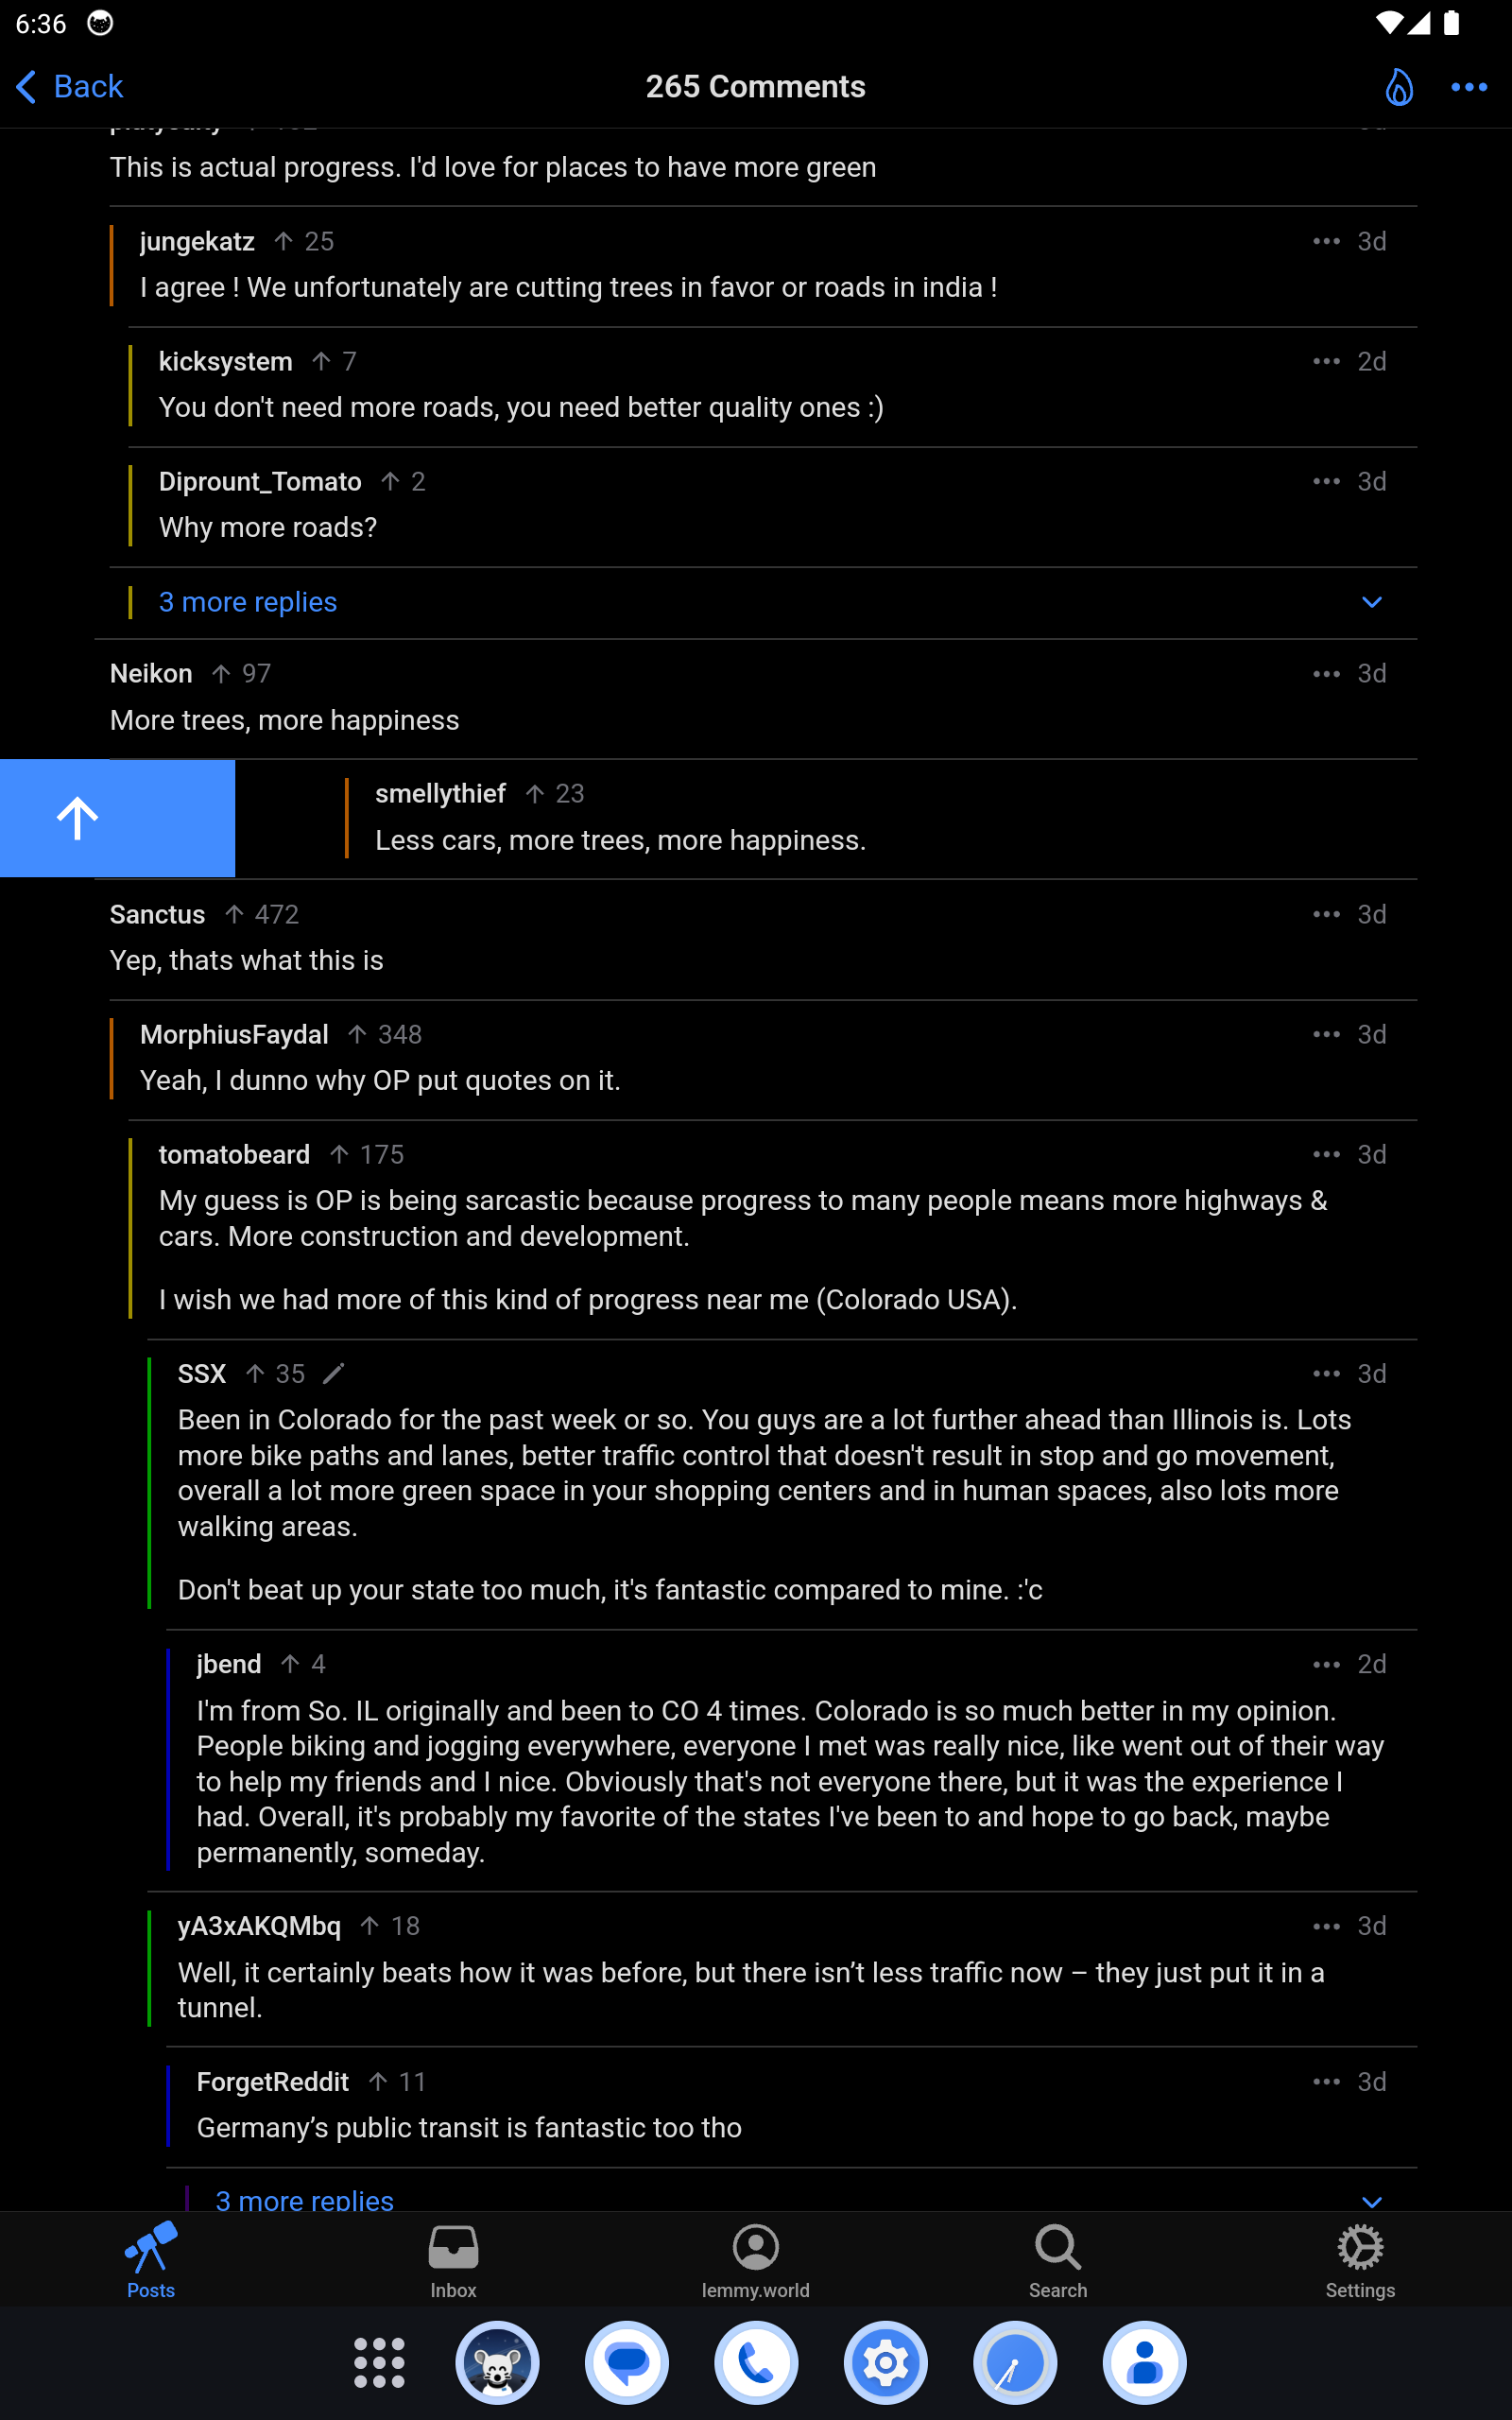 6:36
Back
265 Comments
This is actual progress. I'd love for places to have more green
jungekatz 25 3d
I agree ! We unfortunately are cutting trees in favor or roads in india !
kicksystem 7 2d
You don't need more roads, you need better quality ones :)
Diprount_Tomato 2 3d
Why more roads?
3 more replies
Neikon 97 3d
More trees, more happiness
smellythief 23
Less cars, more trees, more happiness.
Sanctus 472 3d
Yep, thats what this is
MorphiusFaydal 348 3d
Yeah, I dunno why OP put quotes on it.
tomatobeard 175 3d
My guess is OP is being sarcastic because progress to many people means more highways &
cars. More construction and development.
I wish we had more of this kind of progress near me (Colorado USA).
SSX 35 3d
Been in Colorado for the past week or so. You guys are a lot further ahead than Illinois is. Lots
more bike paths and lanes, better traffic control that doesn't result in stop and go movement,
overall a lot more green space in your shopping centers and in human spaces, also lots more
walking areas.
Don't beat up your state too much, it's fantastic compared to mine. :'c
jbend 4 2d
I'm from So. IL originally and been to CO 4 times. Colorado is so much better in my opinion.
People biking and jogging everywhere, everyone I met was really nice, like went out of their way
to help my friends and I nice. Obviously that's not everyone there, but it was the experience I
had. Overall, it's probably my favorite of the states I've been to and hope to go back, maybe
permanently, someday.
yA3xAKQMbq 18 3d
Well, it certainly beats how it was before, but there isn’t less traffic now – they just put it in a
tunnel.
ForgetReddit 11 3d
Germany’s public transit is fantastic too tho
3 more replies
Posts
Inbox
lemmy.world
Search
Settings